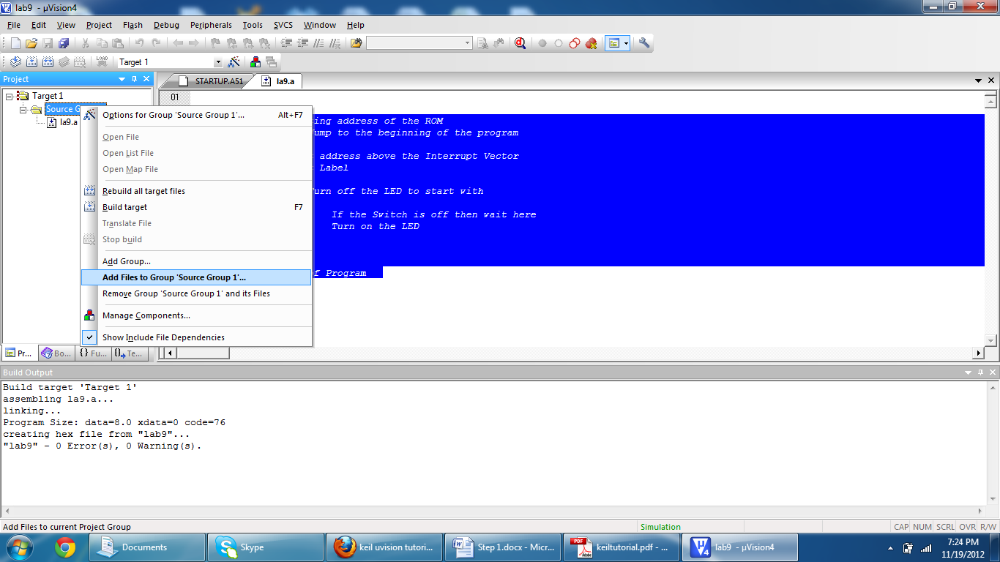 lab9 - µVision4
File Edit View Project Flash Debug Peripherals Tools SVCS Window Help
LOAD
Target 1
Project
STARTUP.A51
la9.a
Target 1
Source G
la9.a
01
Options for Group 'Source Group 1'... Alt+F7
Open File
Open List File
Open Map File
Rebuild all target files
Build target F7
Translate File
Stop build
Add Group...
Add Files to Group 'Source Group 1'...
Remove Group 'Source Group 1' and its Files
Manage Components...
Show Include File Dependencies
ing address of the ROM
ump to the beginning of the program
address above the Interrupt Vector
Label
urn off the LED to start with
If the Switch is off then wait here
Turn on the LED
f Program
Pr... Bo... {} Fu... {} Te...
Build Output
Build target 'Target 1'
assembling la9.a...
linking...
Program Size: data=8.0 xdata=0 code=76
creating hex file from "lab9"...
"lab9" - 0 Error(s), 0 Warning(s).
Add Files to current Project Group
Simulation
CAP NUM SCRL OVR R/W
Documents
Skype
keil uvision tutori...
Step 1.docx - Micr...
keiltutorial.pdf - ...
lab9 - µVision4
7:24 PM
11/19/2012